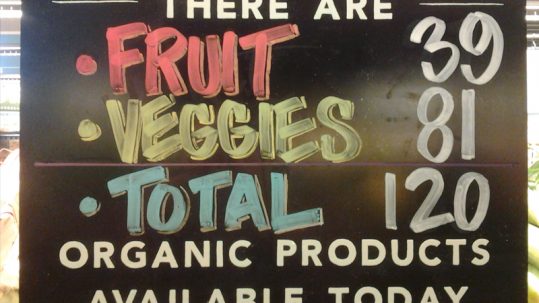 THERE ARE
• FRUIT 39
• VEGGIES 81
• TOTAL 120
ORGANIC PRODUCTS
AVAILABLE TODAY